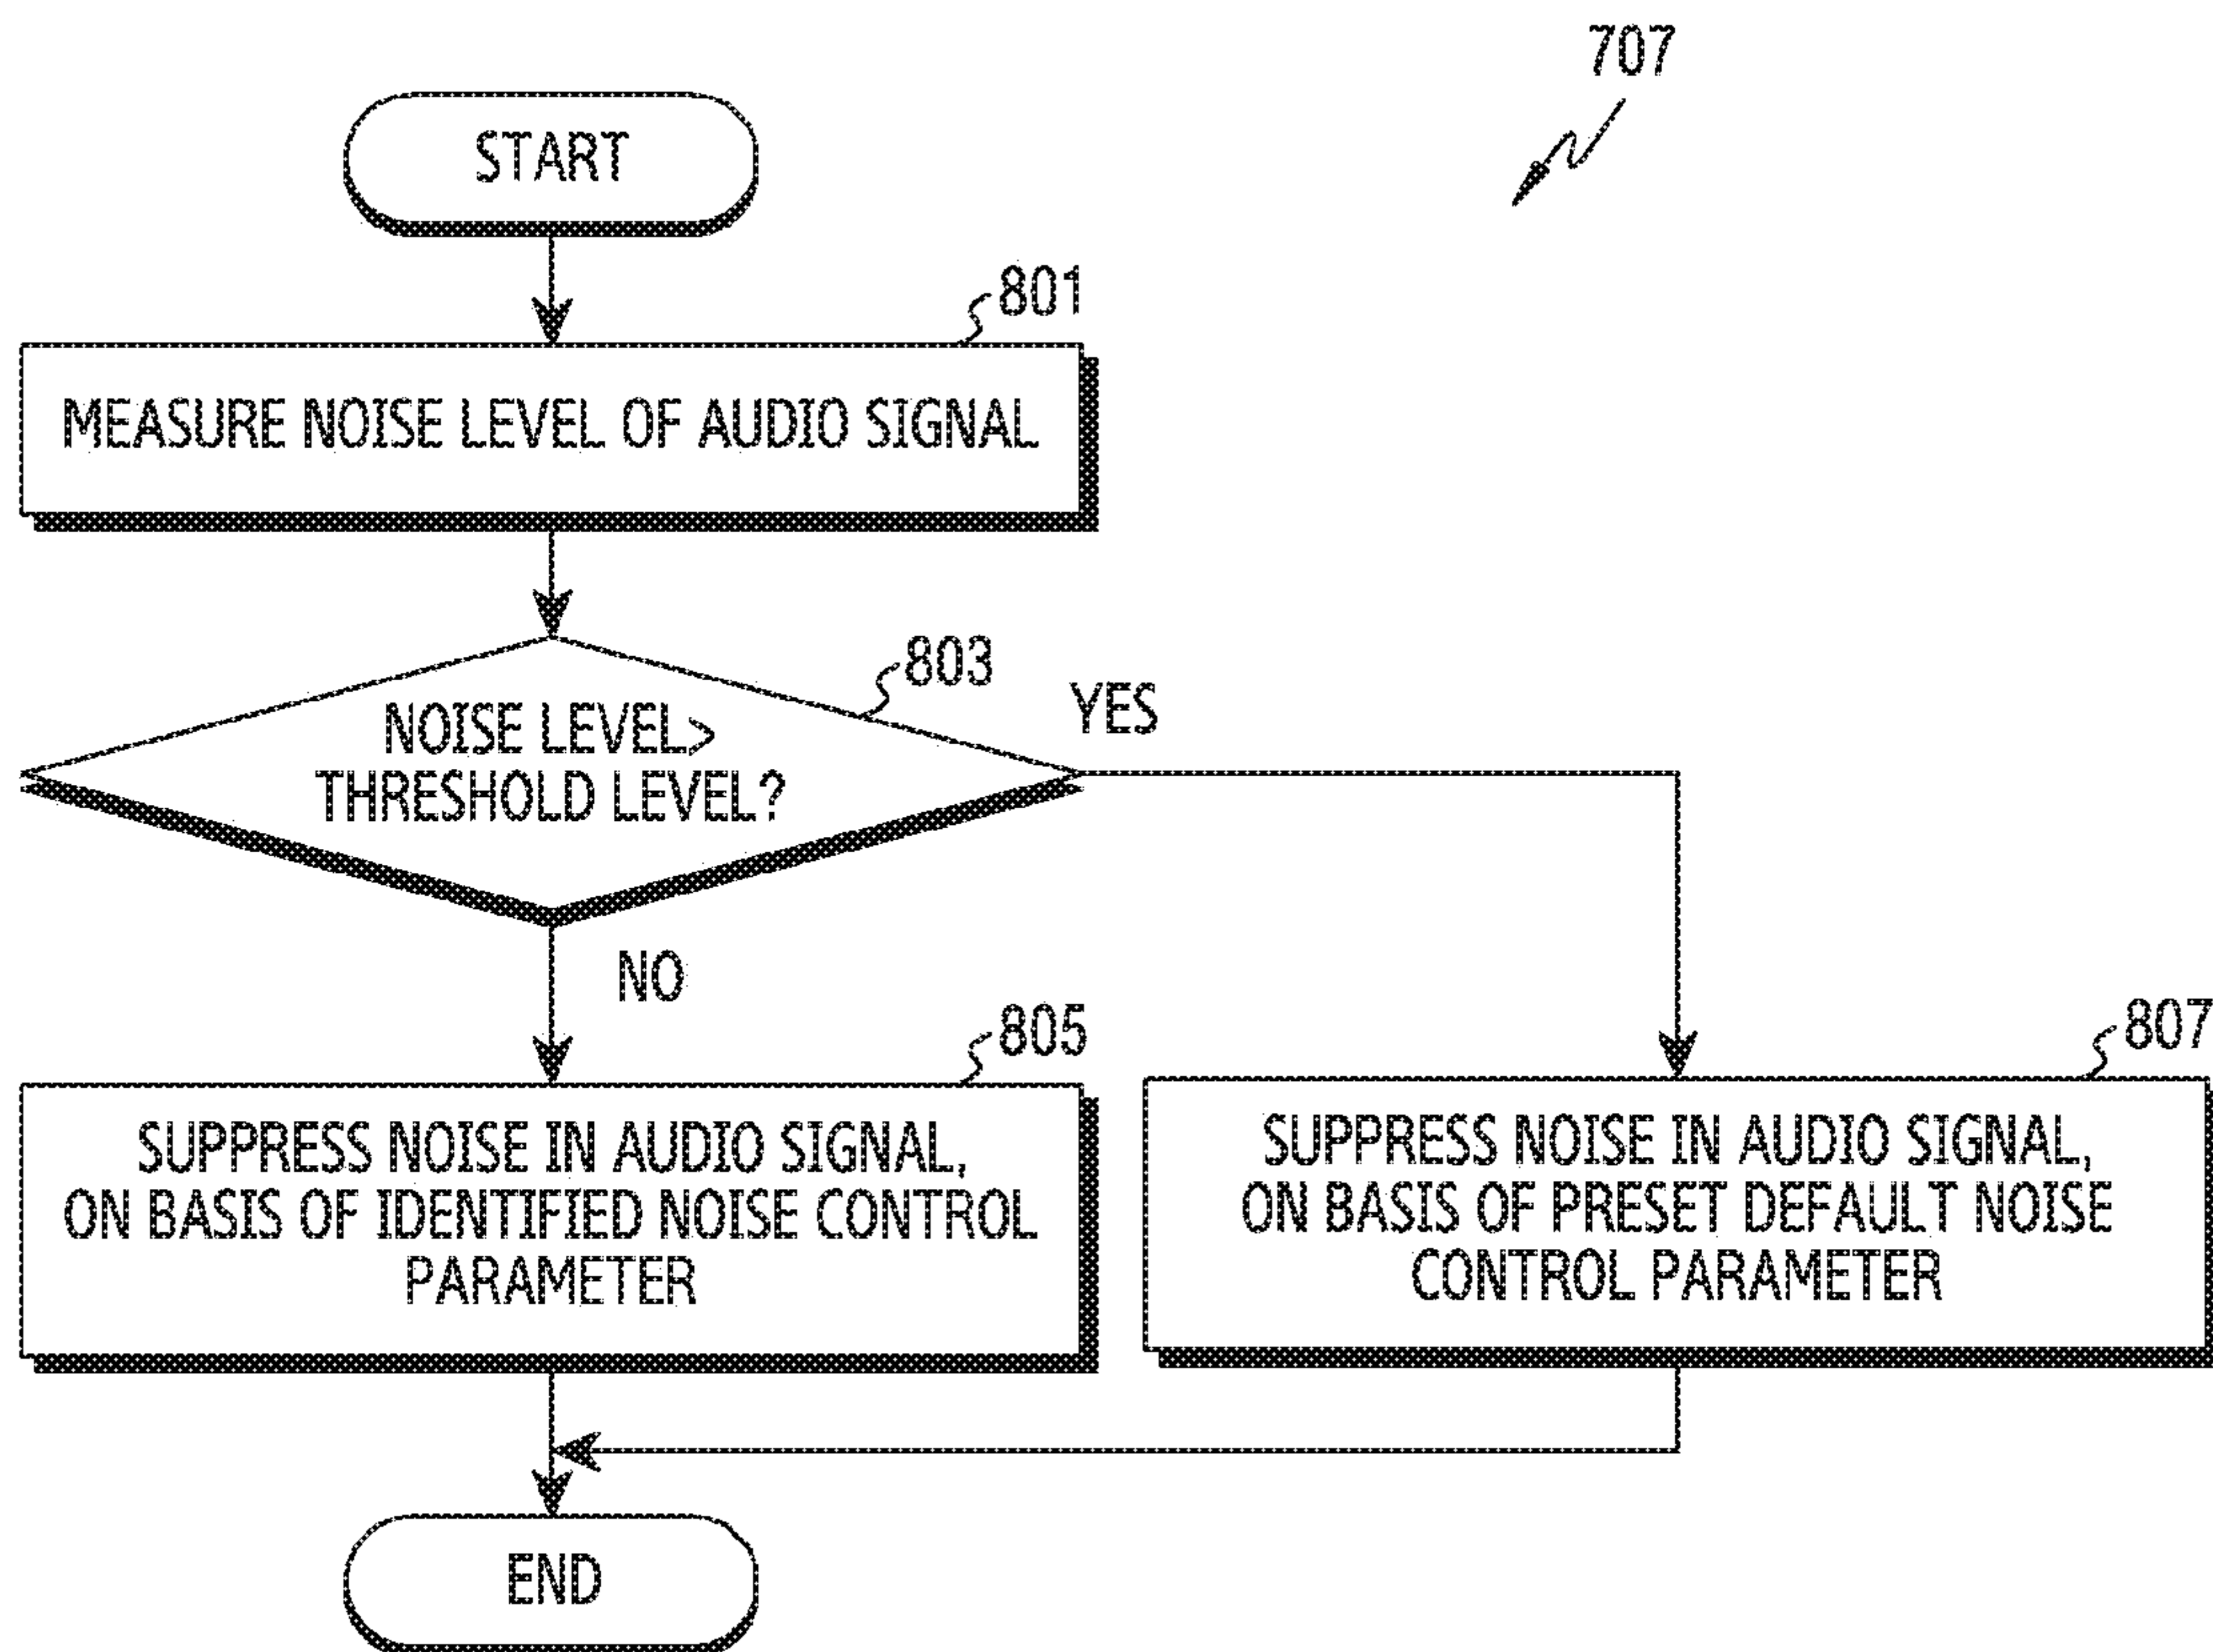 707
START
801
MEASURE NOISE LEVEL OF AUDIO SIGNAL
803
NOISE LEVEL>
THRESHOLD LEVEL?
YES
NO
805
SUPPRESS NOISE IN AUDIO SIGNAL,
ON BASIS OF IDENTIFIED NOISE CONTROL
PARAMETER
807
SUPPRESS NOISE IN AUDIO SIGNAL,
ON BASIS OF PRESET DEFAULT NOISE
CONTROL PARAMETER
END